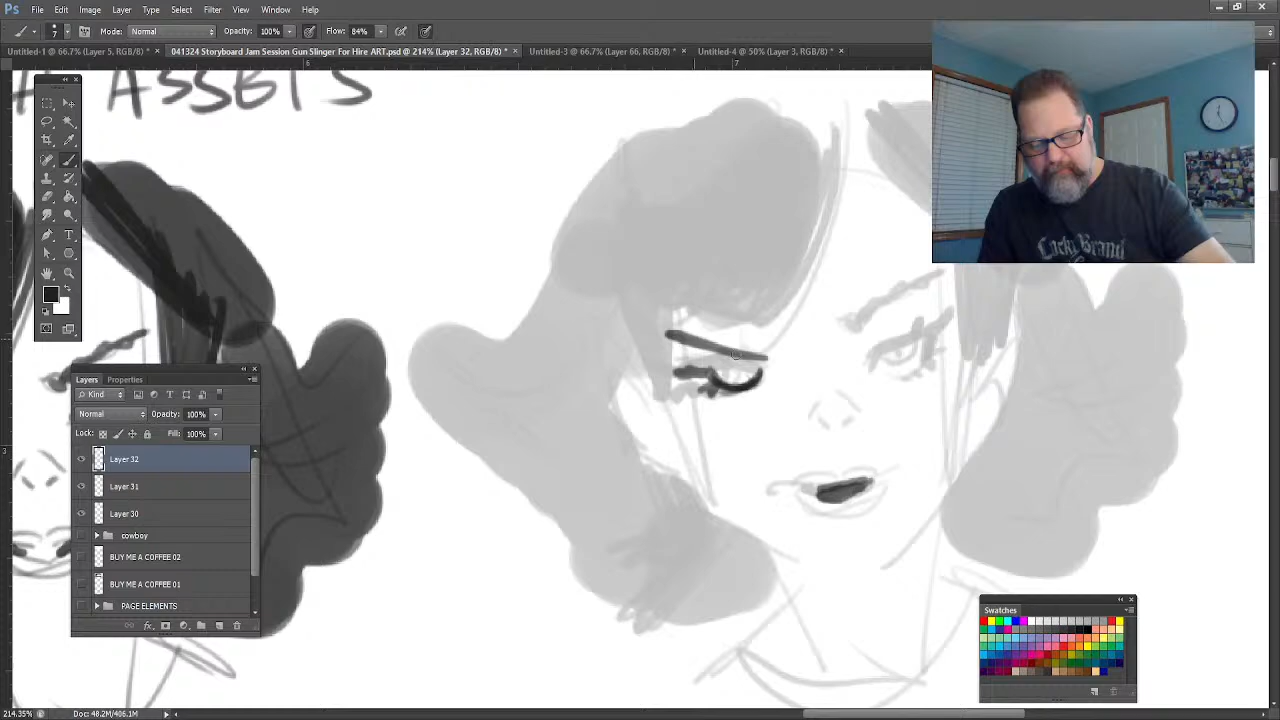 Ps File Edit Image Layer Type Select Filter View Window Help
7 Mode: Normal Opacity: 100% Flow: 84%
Untitled-1 @ 66.7% (Layer 5, RGB/8) * × 041324 Storyboard Jam Session Gun Slinger For Hire ART.psd @ 214% (Layer 32, RGB/8) * × Untitled-3 @ 66.7% (Layer 66, RGB/8) * × Untitled-4 @ 50% (Layer 3, RGB/8) * ×
6 7
ASSETS
Lucky Brand
Layers Properties
Kind
Normal Opacity: 100%
Lock: Fill: 100%
3
Layer 32
Layer 31
Layer 30
cowboy
BUY ME A COFFEE 02
BUY ME A COFFEE 01
PAGE ELEMENTS
Swatches
214.35% Doc: 48.2M/406.1M